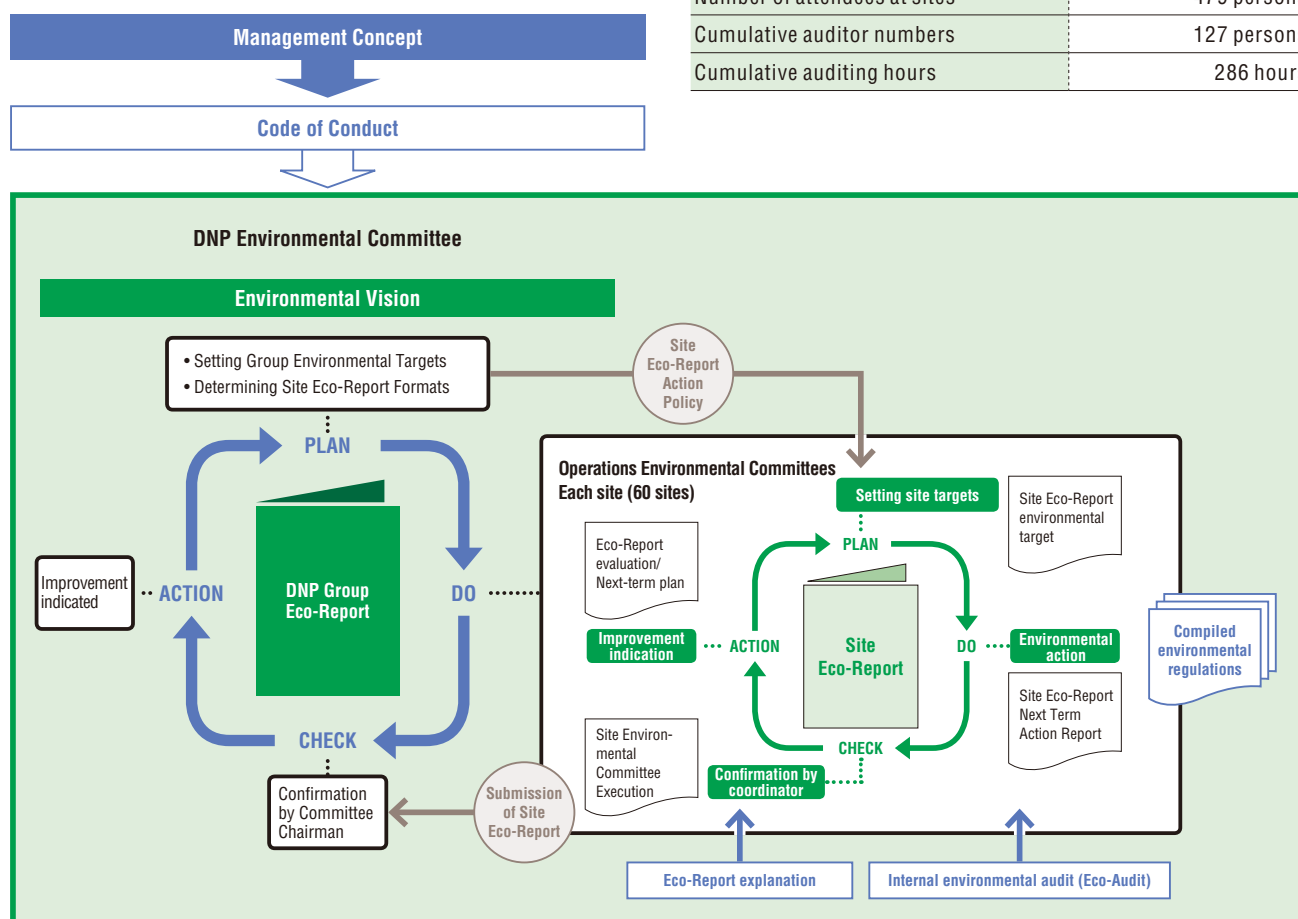 Number of attendees at sites
Cumulative auditor numbers 127 person
Cumulative auditing hours 286 hour
Management Concept
Code of Conduct
DNP Environmental Committee
Environmental Vision
• Setting Group Environmental Targets
• Determining Site Eco-Report Formats
Site
Eco-Report
Action
Policy
PLAN
DO
CHECK
ACTION
DNP Group
Eco-Report
Improvement
indicated
Confirmation
by Committee
Chairman
Submission
of Site
Eco-Report
Operations Environmental Committees
Each site (60 sites)
Setting site targets
PLAN
Site Eco-Report
environmental
target
Eco-Report
evaluation/
Next-term plan
Improvement
indication
ACTION
Site
Eco-Report
DO
Environmental
action
Compiled
environmental
regulations
Site Eco-Report
Next Term
Action Report
Site Environ-
mental
Committee
Execution
CHECK
Confirmation by
coordinator
Eco-Report explanation
Internal environmental audit (Eco-Audit)